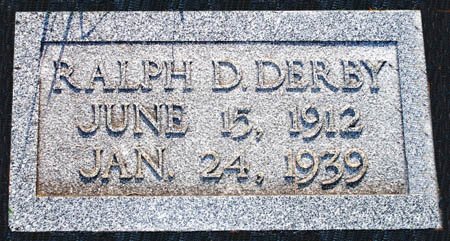 RALPH D. DERBY
JUNE 15, 1912
JAN. 24, 1939